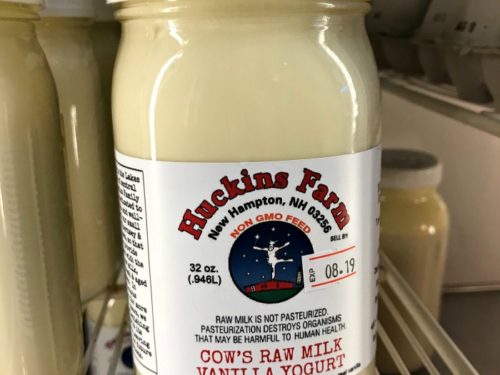 Huckins Farm
New Hampton, NH 03256
NON GMO FEED
SELL BY
EXP 08.19
32 oz.
(.946L)
RAW MILK IS NOT PASTEURIZED.
PASTEURIZATION DESTROYS ORGANISMS
THAT MAY BE HARMFUL TO HUMAN HEALTH.
COW'S RAW MILK
VANILLA YOGURT